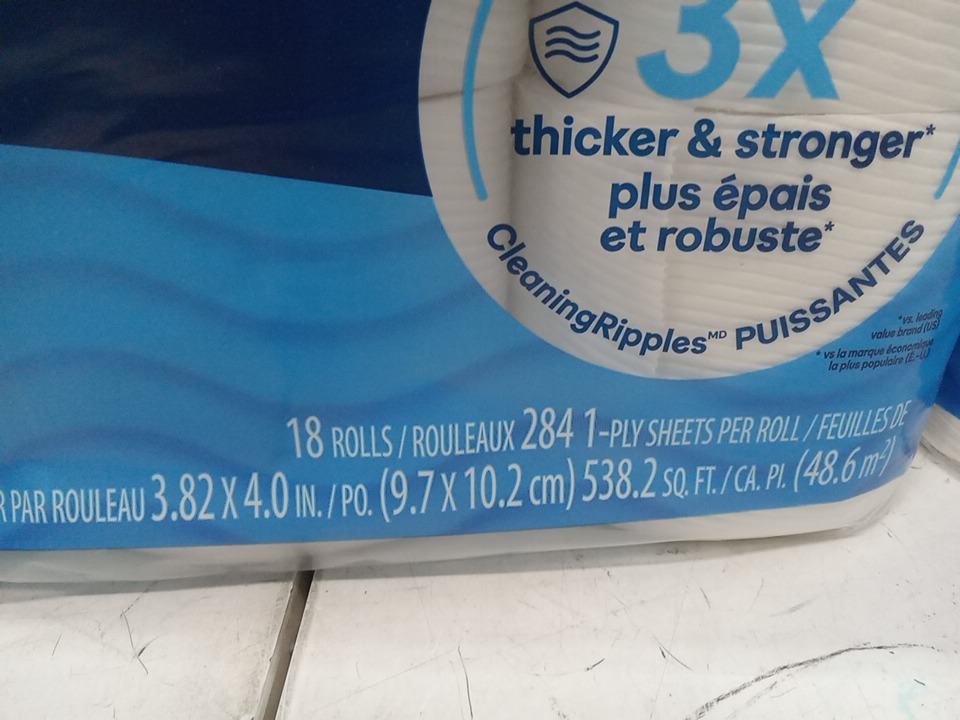 3x
thicker & stronger*
plus épais
et robuste*
CleaningRipples MD PUISSANTES
*vs. leading
value brand (US)
* vs la marque économique
la plus populaire (É.-U.)
18 ROLLS / ROULEAUX 284 1-PLY SHEETS PER ROLL / FEUILLES DE
R PAR ROULEAU 3.82 X 4.0 IN. / PO. (9.7 X 10.2 cm) 538.2 SQ. FT. / CA. PI. (48.6 m²)